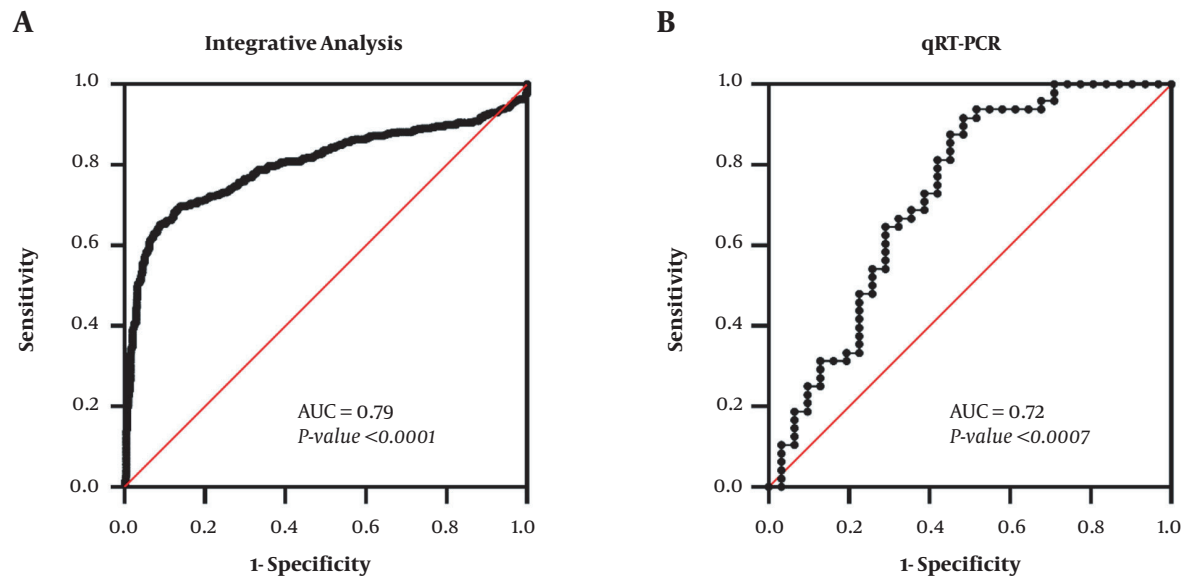 A
Integrative Analysis
1.0
0.8
0.6
0.4
0.2
0.0
Sensitivity
AUC = 0.79
P-value <0.0001
0.0 0.2 0.4 0.6 0.8 1.0
1- Specificity
B
qRT-PCR
1.0
0.8
0.6
0.4
0.2
0.0
Sensitivity
AUC = 0.72
P-value <0.0007
0.0 0.2 0.4 0.6 0.8 1.0
1- Specificity